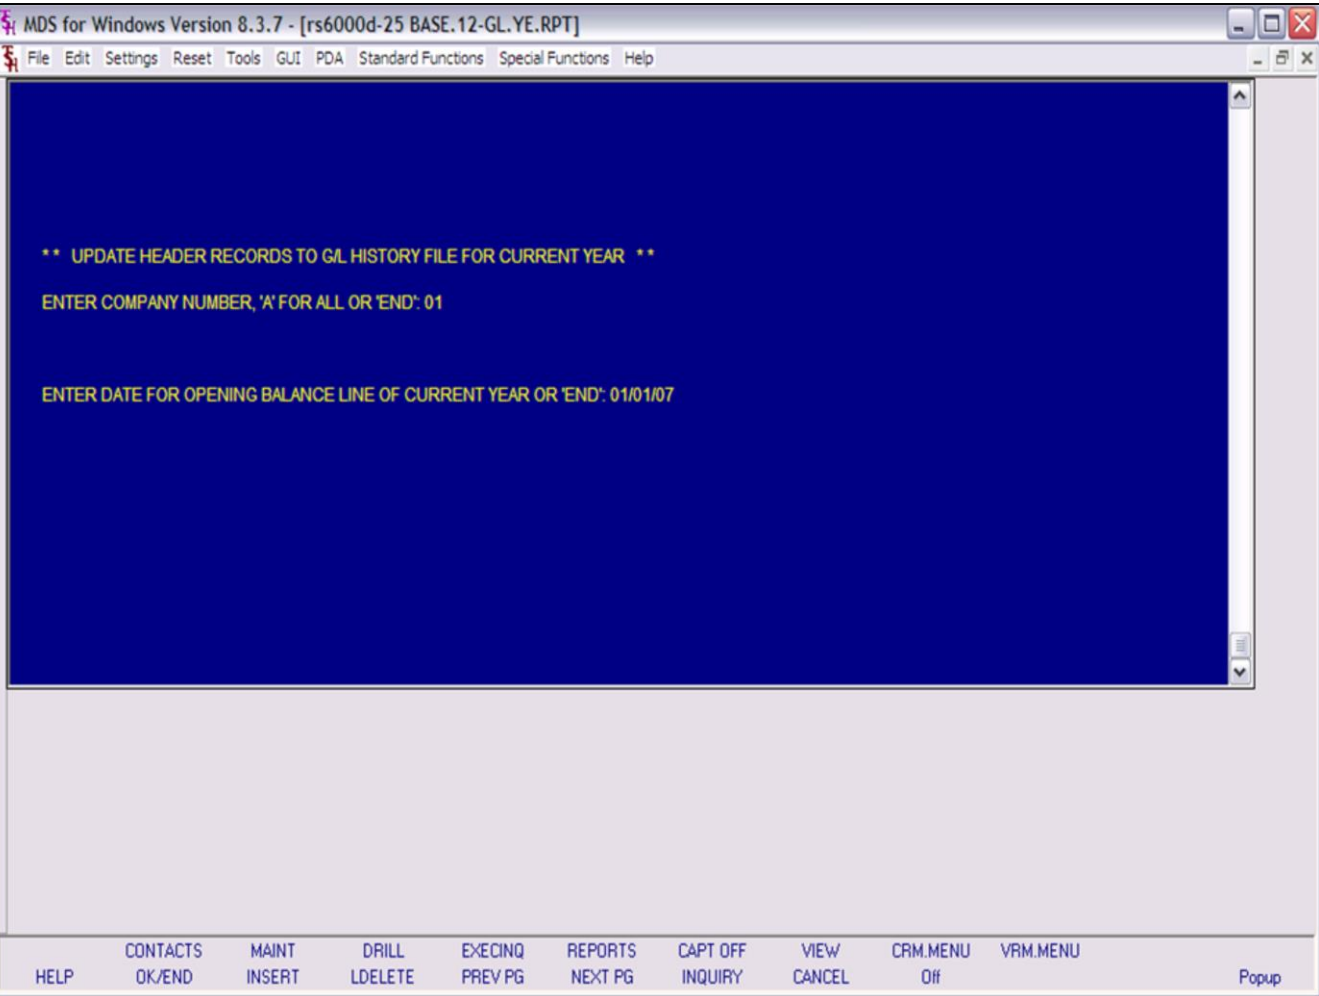 MDS for Windows Version 8.3.7 - [rs6000d-25 BASE.12-GL.YE.RPT]
File Edit Settings Reset Tools GUI PDA Standard Functions Special Functions Help
** UPDATE HEADER RECORDS TO G/L HISTORY FILE FOR CURRENT YEAR **
ENTER COMPANY NUMBER, 'A' FOR ALL OR 'END': 01
ENTER DATE FOR OPENING BALANCE LINE OF CURRENT YEAR OR 'END': 01/01/07
CONTACTS MAINT DRILL EXECINQ REPORTS CAPT OFF VIEW CRM.MENU VRM.MENU
HELP OK/END INSERT LDELETE PREV PG NEXT PG INQUIRY CANCEL Off Popup